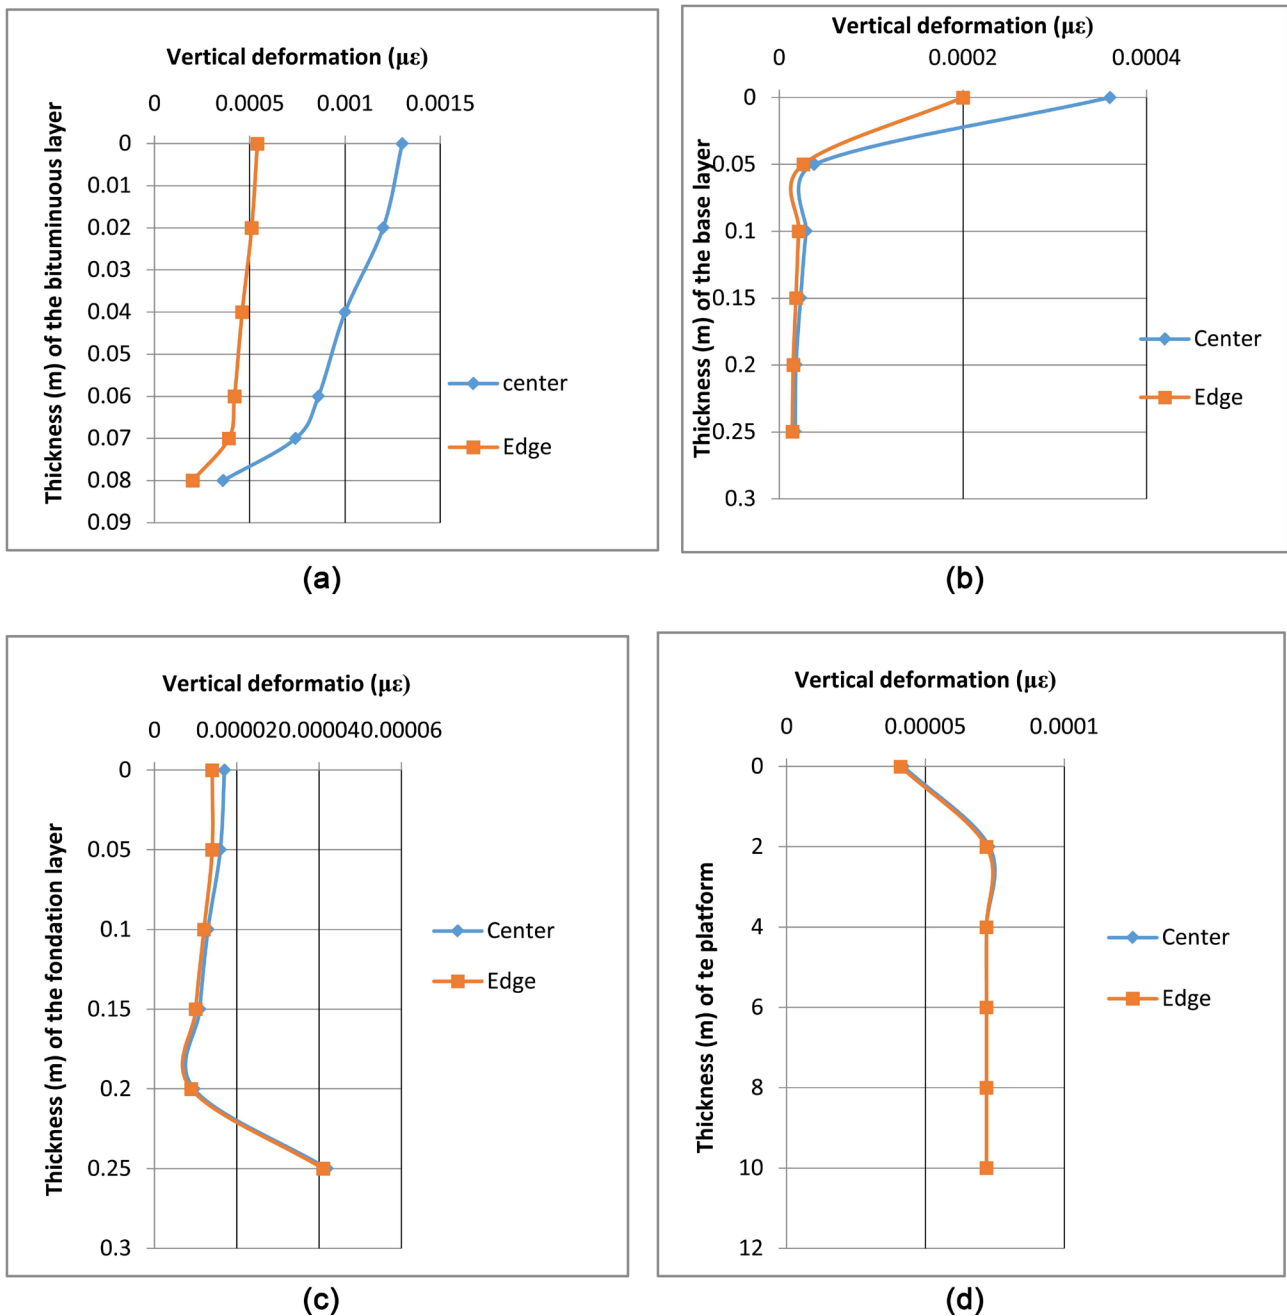 Vertical deformation (με)
0 0.0005 0.001 0.0015
Thickness (m) of the bituminuous layer
0
0.01
0.02
0.03
0.04
0.05
0.06
0.07
0.08
0.09
center
Edge
(a)
Vertical deformation (με)
0 0.0002 0.0004
Thickness (m) of the base layer
0
0.05
0.1
0.15
0.2
0.25
0.3
Center
Edge
(b)
Vertical deformatio (με)
0 0.00002 0.00004 0.00006
Thickness (m) of the fondation layer
0
0.05
0.1
0.15
0.2
0.25
0.3
Center
Edge
(c)
Vertical deformation (με)
0 0.00005 0.0001
Thickness (m) of te platform
0
2
4
6
8
10
12
Center
Edge
(d)